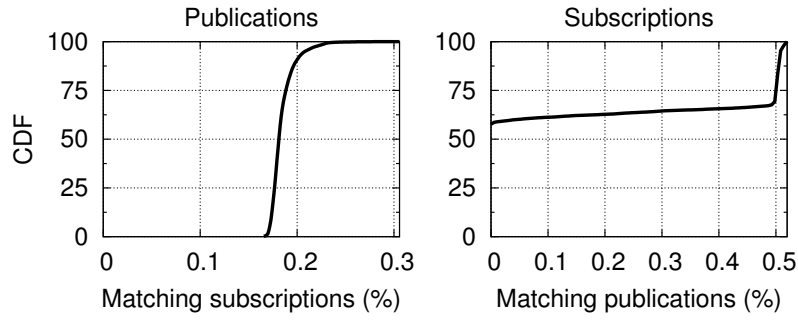 Publications
Subscriptions
CDF
100
75
50
25
0
0 0.1 0.2 0.3
Matching subscriptions (%)
100
75
50
25
0
0 0.1 0.2 0.3 0.4 0.5
Matching publications (%)